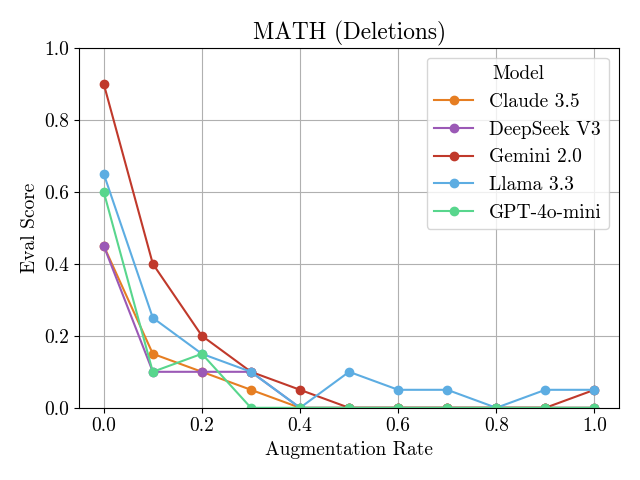 MATH (Deletions)
1.0
0.8
0.6
0.4
0.2
0.0
Eval Score
Model
Claude 3.5
DeepSeek V3
Gemini 2.0
Llama 3.3
GPT-4o-mini
0.0 0.2 0.4 0.6 0.8 1.0
Augmentation Rate